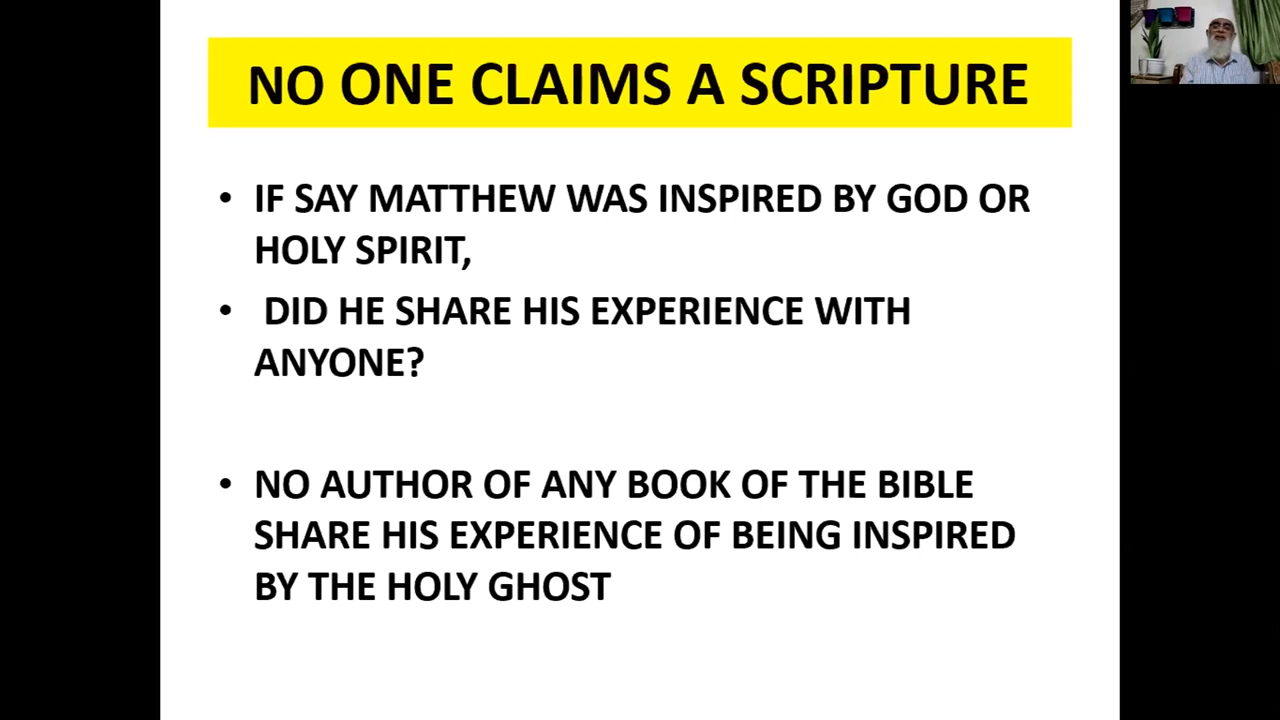 NO ONE CLAIMS A SCRIPTURE
• IF SAY MATTHEW WAS INSPIRED BY GOD OR
HOLY SPIRIT,
• DID HE SHARE HIS EXPERIENCE WITH
ANYONE?
• NO AUTHOR OF ANY BOOK OF THE BIBLE
SHARE HIS EXPERIENCE OF BEING INSPIRED
BY THE HOLY GHOST